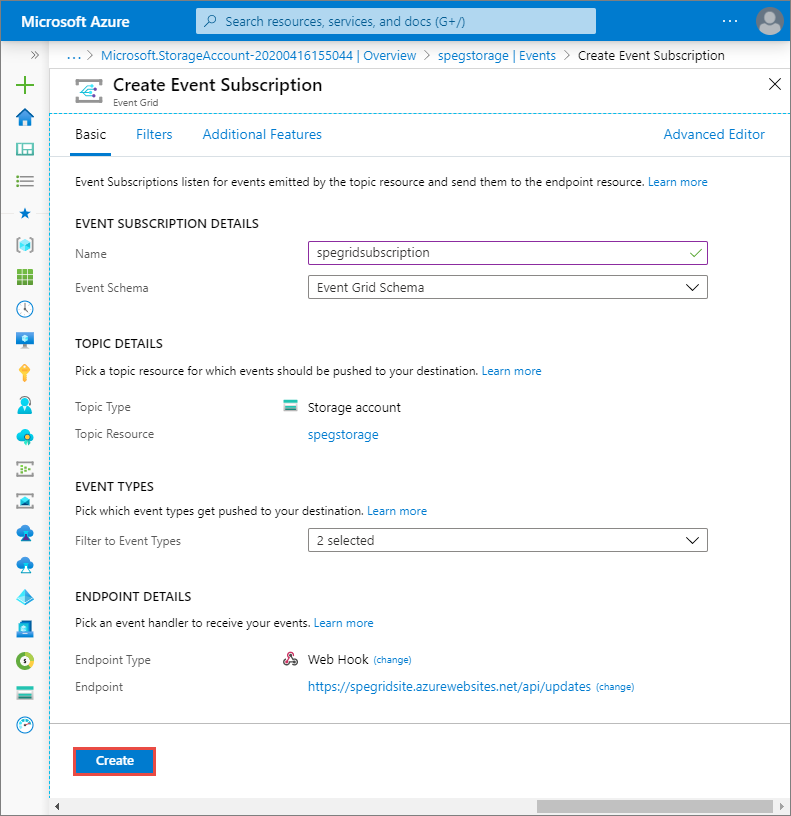 Microsoft Azure
Search resources, services, and docs (G+/)
···
··· > Microsoft.StorageAccount-20200416155044 | Overview > spegstorage | Events > Create Event Subscription
Create Event Subscription
Event Grid
Basic Filters Additional Features Advanced Editor
Event Subscriptions listen for events emitted by the topic resource and send them to the endpoint resource. Learn more
EVENT SUBSCRIPTION DETAILS
Name spegridsubscription
Event Schema Event Grid Schema
TOPIC DETAILS
Pick a topic resource for which events should be pushed to your destination. Learn more
Topic Type Storage account
Topic Resource spegstorage
EVENT TYPES
Pick which event types get pushed to your destination. Learn more
Filter to Event Types 2 selected
ENDPOINT DETAILS
Pick an event handler to receive your events. Learn more
Endpoint Type Web Hook (change)
Endpoint https://spegridsite.azurewebsites.net/api/updates (change)
Create